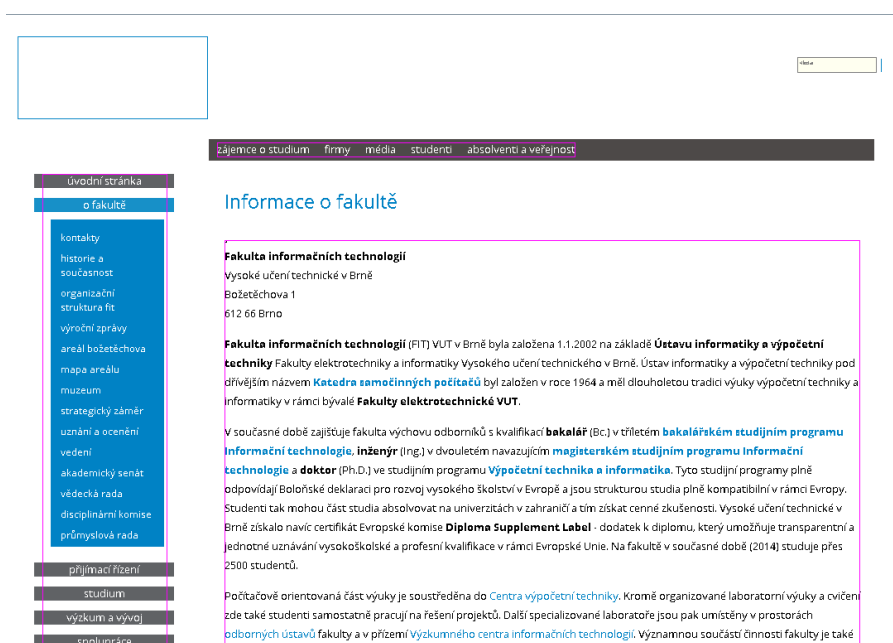 zájemce o studium firmy média studenti absolventi a veřejnost
úvodní stránka
o fakultě
kontakty
historie a
současnost
organizační
struktura fit
výroční zprávy
areál božetěchova
mapa areálu
muzeum
strategický záměr
uznání a ocenění
vedení
akademický senát
vědecká rada
disciplinární komise
průmyslová rada
přijímací řízení
studium
výzkum a vývoj
spolupráce
Informace o fakultě
Fakulta informačních technologií
Vysoké učení technické v Brně
Božetěchova 1
612 66 Brno
Fakulta informačních technologií (FIT) VUT v Brně byla založena 1.1.2002 na základě Ústavu informatiky a výpočetní
techniky Fakulty elektrotechniky a informatiky Vysokého učení technického v Brně. Ústav informatiky a výpočetní techniky pod
dřívějším názvem Katedra samočinných počítačů byl založen v roce 1964 a měl dlouholetou tradici výuky výpočetní techniky a
informatiky v rámci bývalé Fakulty elektrotechnické VUT.
V současné době zajišťuje fakulta výchovu odborníků s kvalifikací bakalář (Bc.) v tříletém bakalářském studijním programu
Informační technologie, inženýr (Ing.) v dvouletém navazujícím magisterském studijním programu Informační
technologie a doktor (Ph.D.) ve studijním programu Výpočetní technika a informatika. Tyto studijní programy plně
odpovídají Boloňské deklaraci pro rozvoj vysokého školství v Evropě a jsou strukturou studia plně kompatibilní v rámci Evropy.
Studenti tak mohou část studia absolvovat na univerzitách v zahraničí a tím získat cenné zkušenosti. Vysoké učení technické v
Brně získalo navíc certifikát Evropské komise Diploma Supplement Label - dodatek k diplomu, který umožňuje transparentní a
jednotné uznávání vysokoškolské a profesní kvalifikace v rámci Evropské Unie. Na fakultě v současné době (2014) studuje přes
2500 studentů.
Počítačově orientovaná část výuky je soustředěna do Centra výpočetní techniky. Kromě organizované laboratorní výuky a cvičení
zde také studenti samostatně pracují na řešení projektů. Další specializované laboratoře jsou pak umístěny v prostorách
odborných ústavů fakulty a v přízemí Výzkumného centra informačních technologií. Významnou součástí činnosti fakulty je také